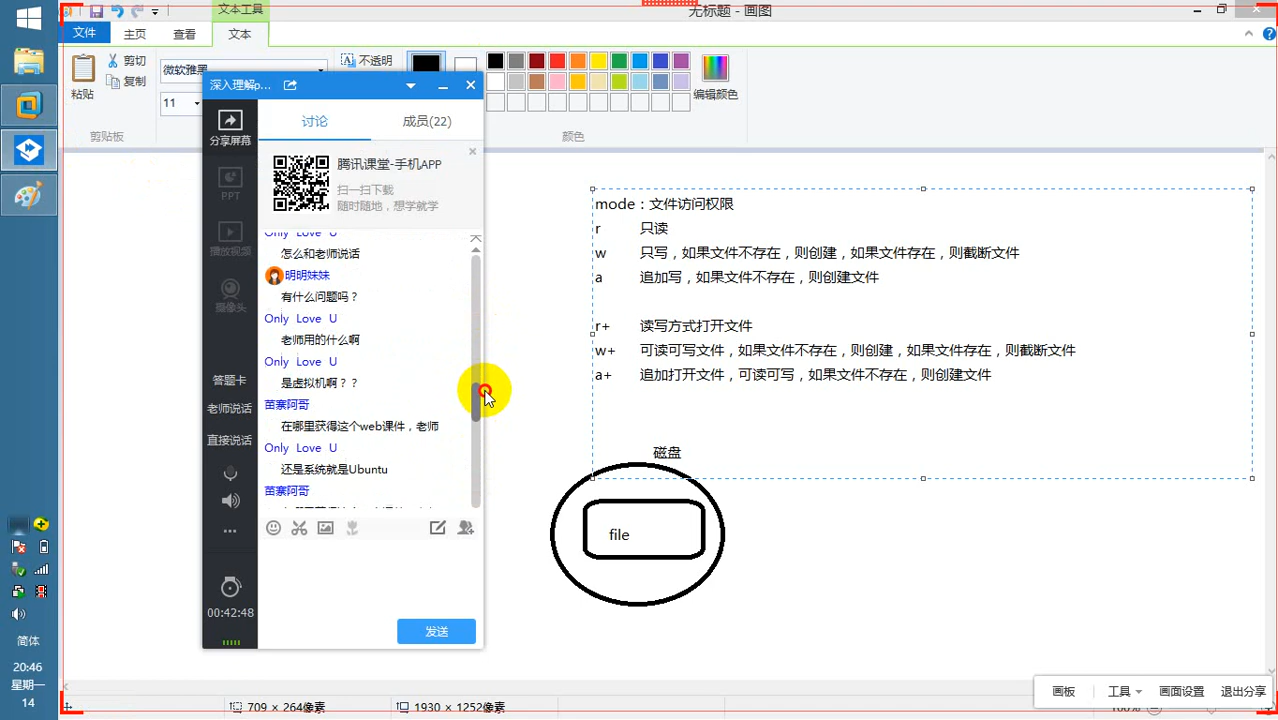 文本工具
无标题 - 画图
文件
主页
查看
文本
粘贴
剪切
复制
剪贴板
微软雅黑
11
不透明
颜色
编辑颜色
深入理解p...
讨论
成员(22)
分享屏幕
PPT
播放视频
摄像头
答题卡
老师说话
直接说话
00:42:48
腾讯课堂-手机APP
扫一扫下载
随时随地，想学就学
Only Love U
怎么和老师说话
明明妹妹
有什么问题吗？
Only Love U
老师用的什么啊
Only Love U
是虚拟机啊？？
苗寨阿哥
在哪里获得这个web课件，老师
Only Love U
还是系统就是Ubuntu
苗寨阿哥
发送
mode：文件访问权限
r 只读
w 只写，如果文件不存在，则创建，如果文件存在，则截断文件
a 追加写，如果文件不存在，则创建文件
r+ 读写方式打开文件
w+ 可读可写文件，如果文件不存在，则创建，如果文件存在，则截断文件
a+ 追加打开文件，可读可写，如果文件不存在，则创建文件
磁盘
file
简体
20:46
星期一
14
709 × 264像素
1930 × 1252像素
100%
画板
工具
画面设置
退出分享